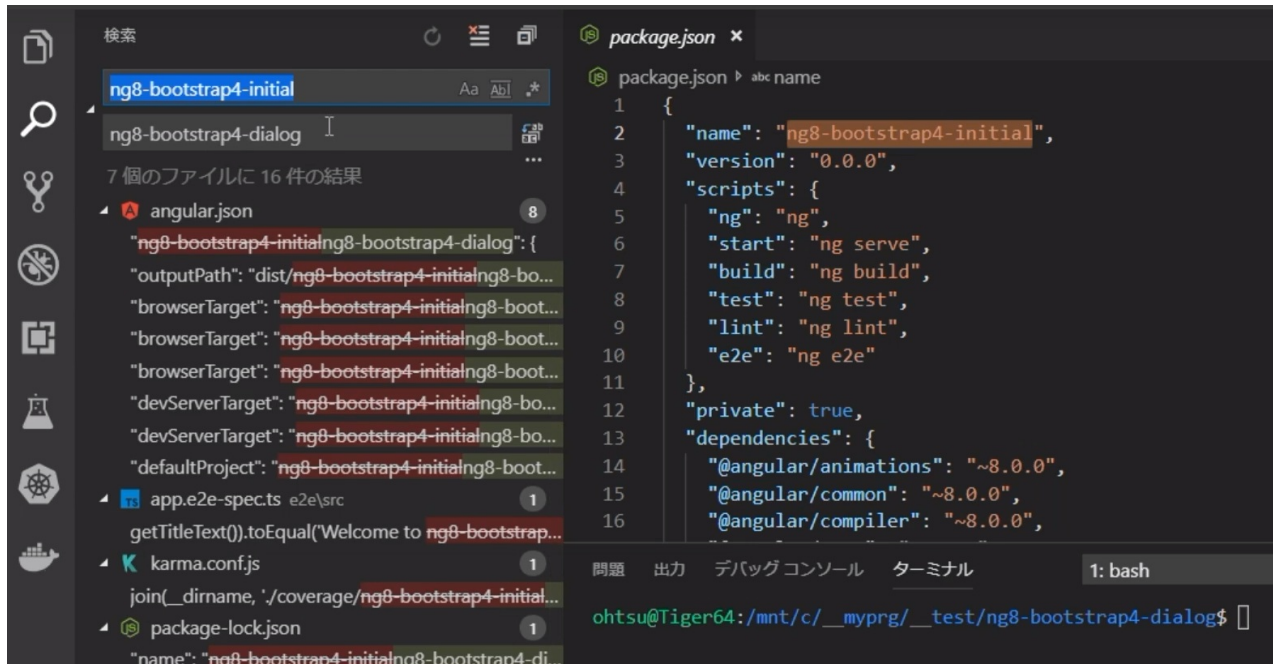 検索
ng8-bootstrap4-initial
Aa Abl .*
ng8-bootstrap4-dialog
7 個のファイルに 16 件の結果
angular.json 8
"ng8-bootstrap4-initialng8-bootstrap4-dialog": {
"outputPath": "dist/ng8-bootstrap4-initialng8-bo...
"browserTarget": "ng8-bootstrap4-initialng8-boot...
"browserTarget": "ng8-bootstrap4-initialng8-boot...
"browserTarget": "ng8-bootstrap4-initialng8-boot...
"devServerTarget": "ng8-bootstrap4-initialng8-bo...
"devServerTarget": "ng8-bootstrap4-initialng8-bo...
"defaultProject": "ng8-bootstrap4-initialng8-boot...
TS app.e2e-spec.ts e2e\src 1
getTitleText()).toEqual('Welcome to ng8-bootstrap...
K karma.conf.js 1
join(__dirname, './coverage/ng8-bootstrap4-initial...
package-lock.json 1
"name": "ng8-bootstrap4-initialng8-bootstrap4-di...
package.json ×
package.json abc name
1 {
2 "name": "ng8-bootstrap4-initial",
3 "version": "0.0.0",
4 "scripts": {
5 "ng": "ng",
6 "start": "ng serve",
7 "build": "ng build",
8 "test": "ng test",
9 "lint": "ng lint",
10 "e2e": "ng e2e"
11 },
12 "private": true,
13 "dependencies": {
14 "@angular/animations": "~8.0.0",
15 "@angular/common": "~8.0.0",
16 "@angular/compiler": "~8.0.0",
問題 出力 デバッグ コンソール ターミナル 1: bash
ohtsu@Tiger64:/mnt/c/__myprg/__test/ng8-bootstrap4-dialog$